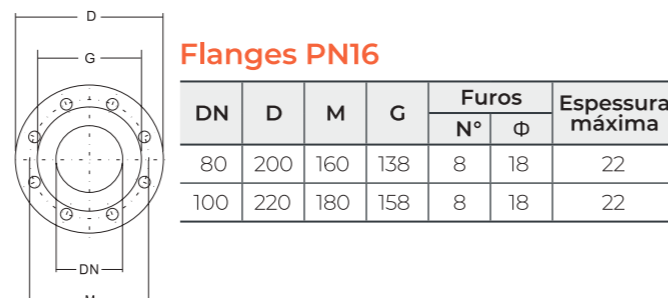 D
G
Flanges PN16
DN D M G Furos Espessura máxima
N° Φ
80 200 160 138 8 18 22
100 220 180 158 8 18 22
DN
M